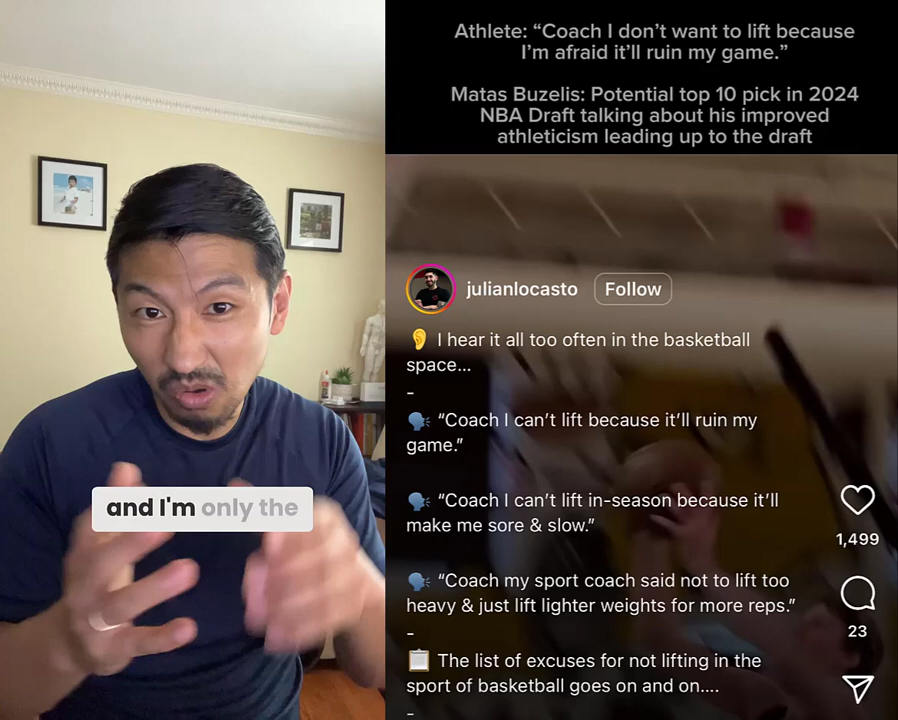 and I'm only the
Athlete: “Coach I don’t want to lift because
I’m afraid it’ll ruin my game.”
Matas Buzelis: Potential top 10 pick in 2024
NBA Draft talking about his improved
athleticism leading up to the draft
julianlocasto Follow
👂 I hear it all too often in the basketball
space...
-
🗣️ “Coach I can’t lift because it’ll ruin my
game.”
🗣️ “Coach I can’t lift in-season because it’ll
make me sore & slow.”
🗣️ “Coach my sport coach said not to lift too
heavy & just lift lighter weights for more reps.”
-
📋 The list of excuses for not lifting in the
sport of basketball goes on and on....
-
1,499
23